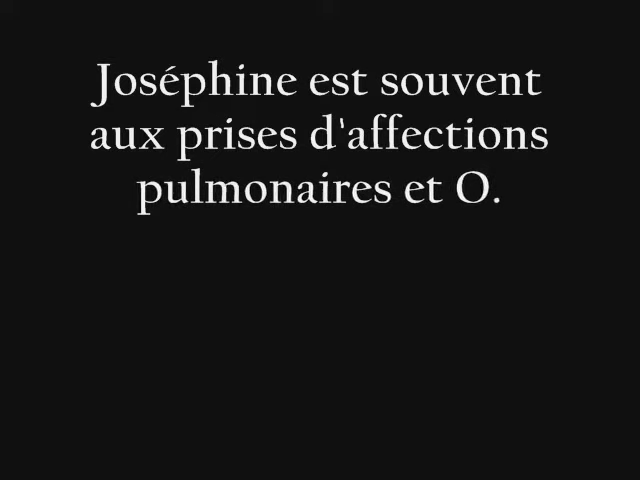 Joséphine est souvent
aux prises d'affections
pulmonaires et O.